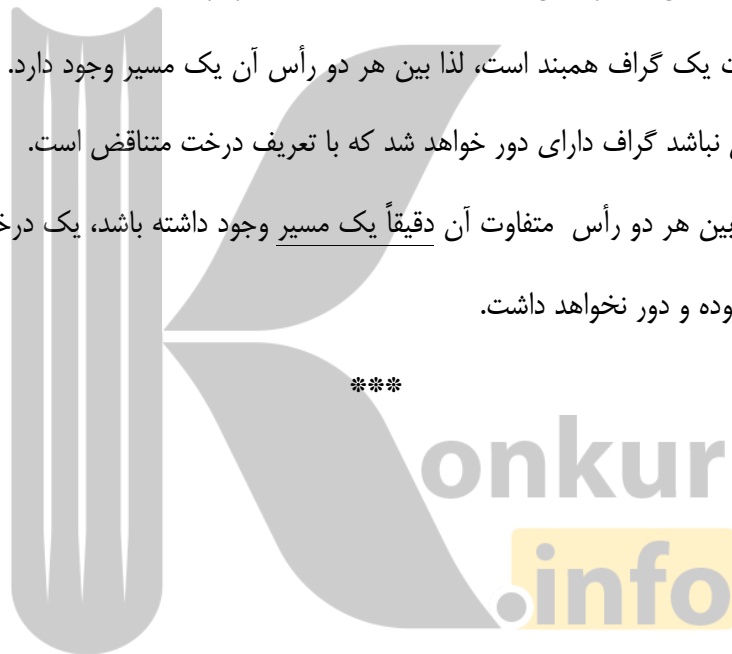 ت یک گراف همبند است، لذا بین هر دو رأس آن یک مسیر وجود دارد.
نباشد گراف دارای دور خواهد شد که با تعریف درخت متناقض است.
بین هر دو رأس متفاوت آن دقیقاً یک مسیر وجود داشته باشد، یک درخ
وده و دور نخواهد داشت.
***
Konkur
.info